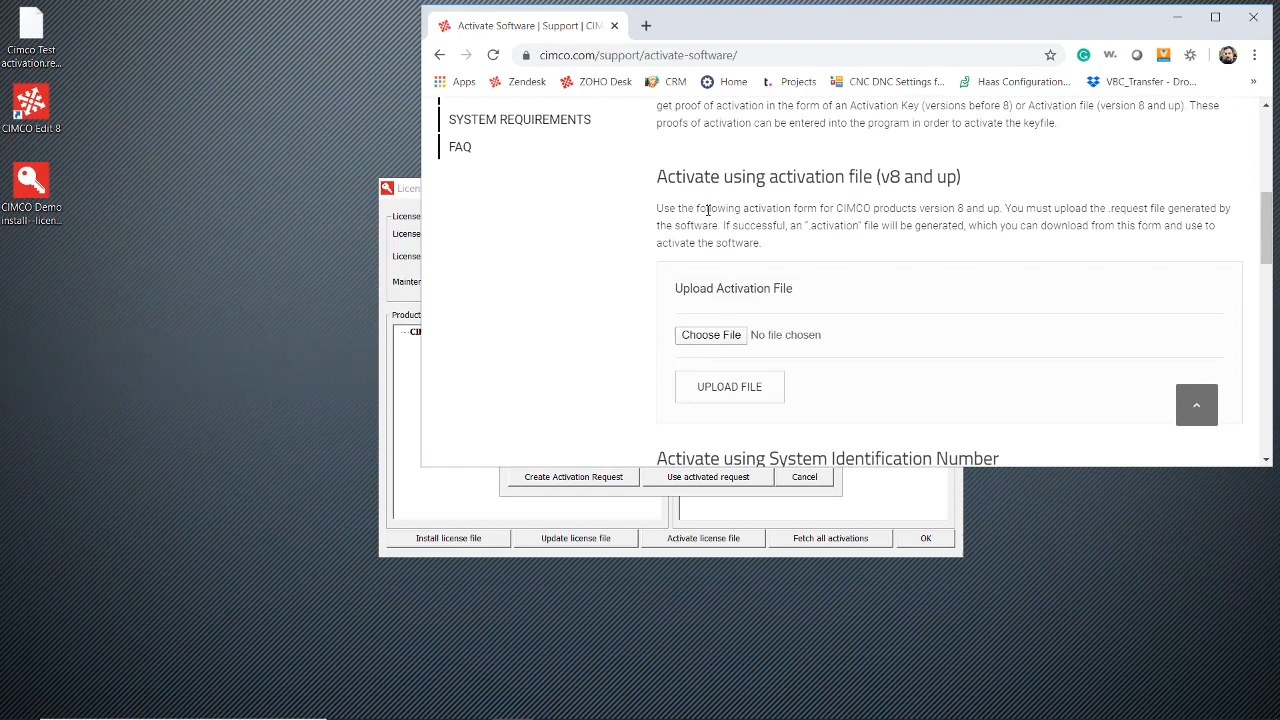 Cimco Test
activation.re...
CIMCO Edit 8
CIMCO Demo
install--licen...
Activate Software | Support | CIM
cimco.com/support/activate-software/
Apps
Zendesk
ZOHO Desk
CRM
Home
Projects
CNC DNC Settings f...
Haas Configuration...
VBC_Transfer - Dro...
»
SYSTEM REQUIREMENTS
FAQ
get proof of activation in the form of an Activation Key (versions before 8) or Activation file (version 8 and up). These
proofs of activation can be entered into the program in order to activate the keyfile.
Activate using activation file (v8 and up)
Use the following activation form for CIMCO products version 8 and up. You must upload the .request file generated by
the software. If successful, an ".activation" file will be generated, which you can download from this form and use to
activate the software.
Upload Activation File
Choose File No file chosen
UPLOAD FILE
Activate using System Identification Number
Licen
License
License
License
Mainten
Product
CI
Create Activation Request
Use activated request
Cancel
Install license file
Update license file
Activate license file
Fetch all activations
OK